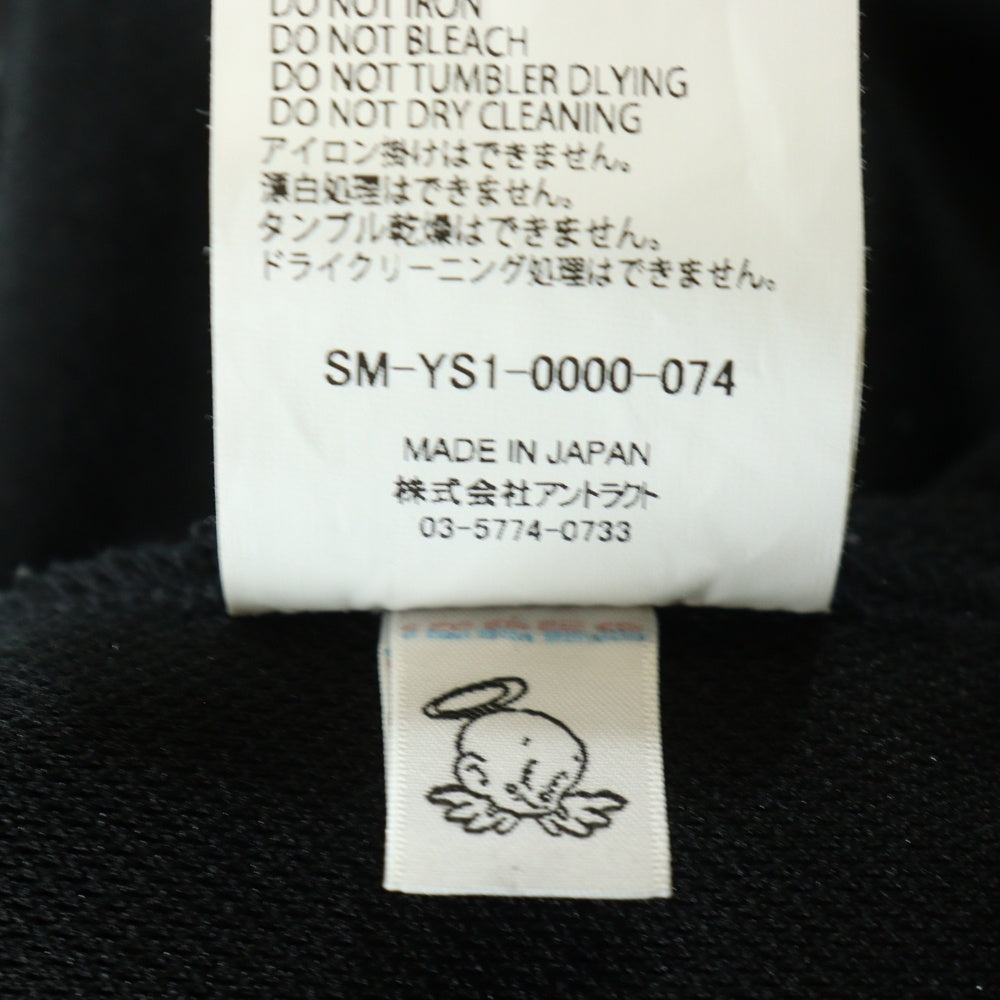 DO NOT IRON
DO NOT BLEACH
DO NOT TUMBLER DLYING
DO NOT DRY CLEANING
アイロン掛けはできません。
漂白処理はできません。
タンブル乾燥はできません。
ドライクリーニング処理はできません。
SM-YS1-0000-074
MADE IN JAPAN
株式会社アントラクト
03-5774-0733